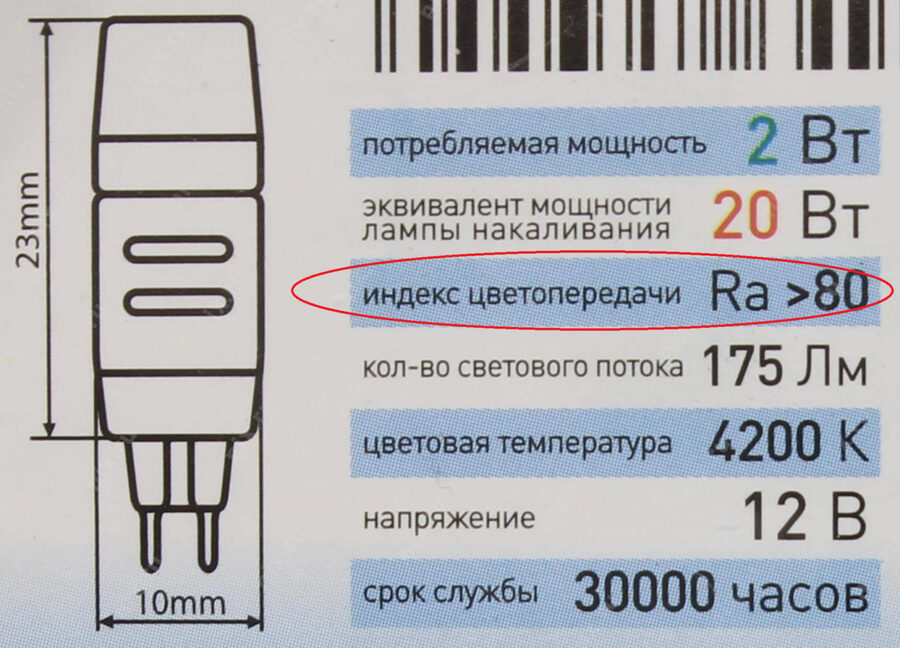 23mm
10mm
потребляемая мощность 2 Вт
эквивалент мощности
лампы накаливания 20 Вт
индекс цветопередачи Ra >80
кол-во светового потока 175 Лм
цветовая температура 4200 К
напряжение 12 В
срок службы 30000 часов